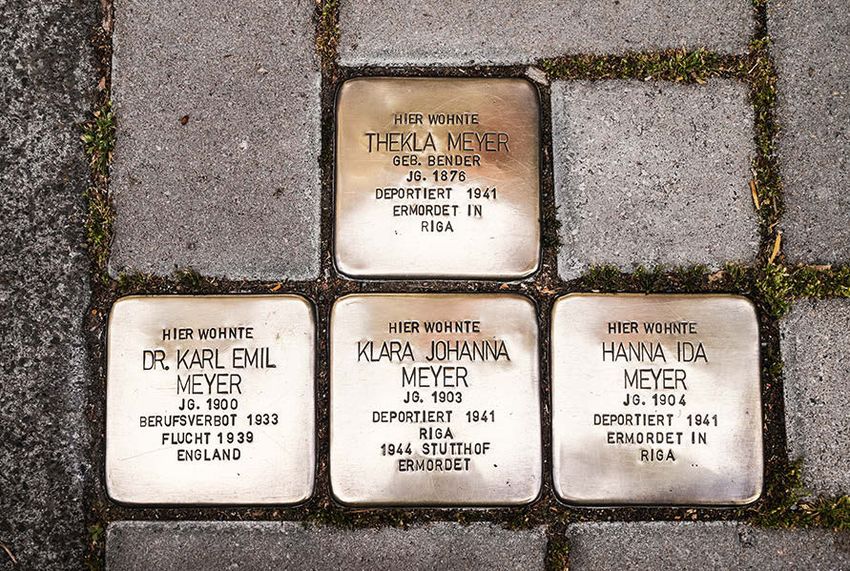 HIER WOHNTE
THEKLA MEYER
GEB. BENDER
JG. 1876
DEPORTIERT 1941
ERMORDET IN
RIGA
HIER WOHNTE
DR. KARL EMIL
MEYER
JG. 1900
BERUFSVERBOT 1933
FLUCHT 1939
ENGLAND
HIER WOHNTE
KLARA JOHANNA
MEYER
JG. 1903
DEPORTIERT 1941
RIGA
1944 STUTTHOF
ERMORDET
HIER WOHNTE
HANNA IDA
MEYER
JG. 1904
DEPORTIERT 1941
ERMORDET IN
RIGA